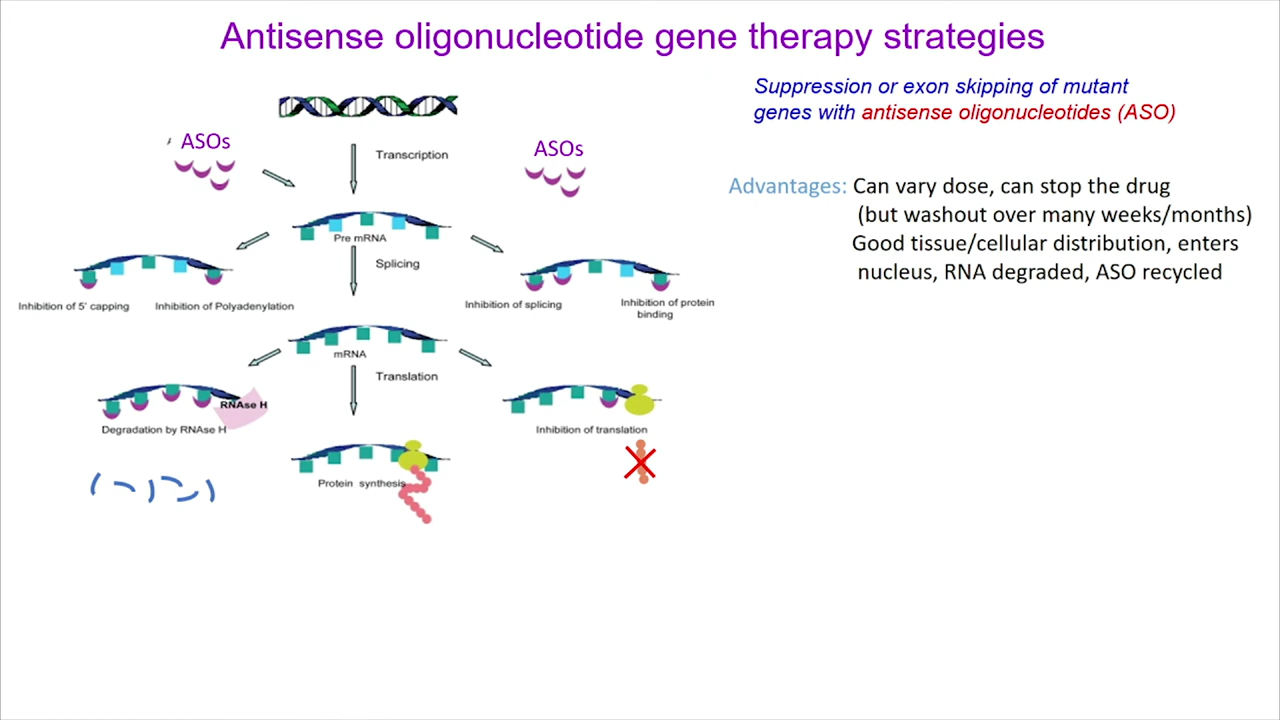 Antisense oligonucleotide gene therapy strategies
Suppression or exon skipping of mutant
genes with antisense oligonucleotides (ASO)
ASOs
ASOs
Transcription
Advantages: Can vary dose, can stop the drug
(but washout over many weeks/months)
Good tissue/cellular distribution, enters
nucleus, RNA degraded, ASO recycled
Pre mRNA
Splicing
Inhibition of 5' capping
Inhibition of Polyadenylation
Inhibition of splicing
Inhibition of protein
binding
mRNA
Translation
RNAse H
Degradation by RNAse H
Inhibition of translation
Protein synthesis